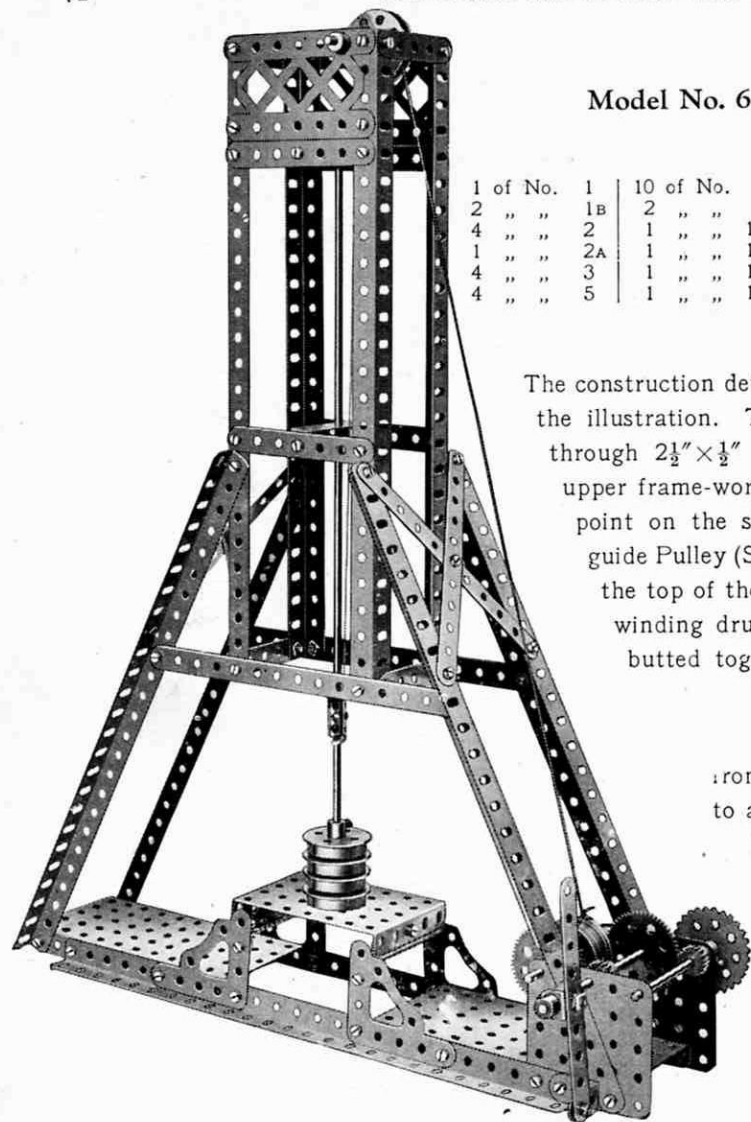 Model No. 6
1 of No. 1 10 of No.
2 „ „ 1B 2 „ „
4 „ „ 2 1 „ „ 1
1 „ „ 2A 1 „ „ 1
4 „ „ 3 1 „ „ 1
4 „ „ 5 1 „ „ 1
The construction de
the illustration.
through 2½″×½″
upper frame-wor
point on the s
guide Pulley (S
the top of the
winding dru
butted tog
ron
to a